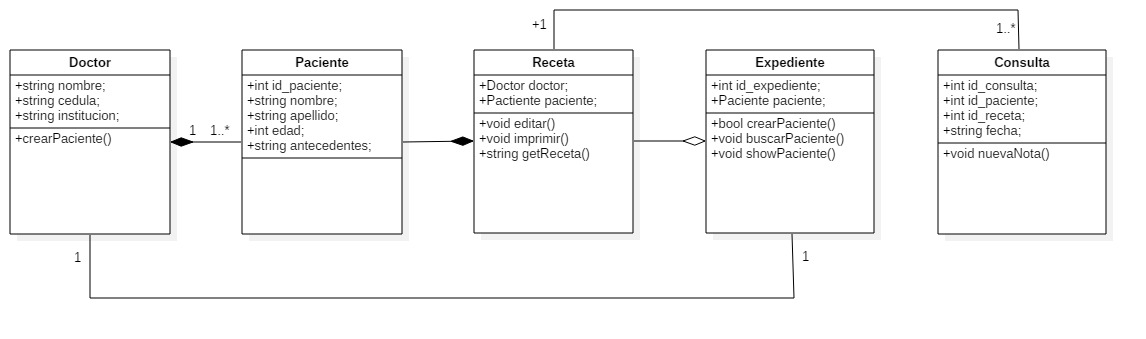 +1
1..*
Doctor
+string nombre;
+string cedula;
+string institucion;
+crearPaciente()
1
1..*
Paciente
+int id_paciente;
+string nombre;
+string apellido;
+int edad;
+string antecedentes;
Receta
+Doctor doctor;
+Pactiente paciente;
+void editar()
+void imprimir()
+string getReceta()
Expediente
+int id_expediente;
+Paciente paciente;
+bool crearPaciente()
+void buscarPaciente()
+void showPaciente()
Consulta
+int id_consulta;
+int id_paciente;
+int id_receta;
+string fecha;
+void nuevaNota()
1
1